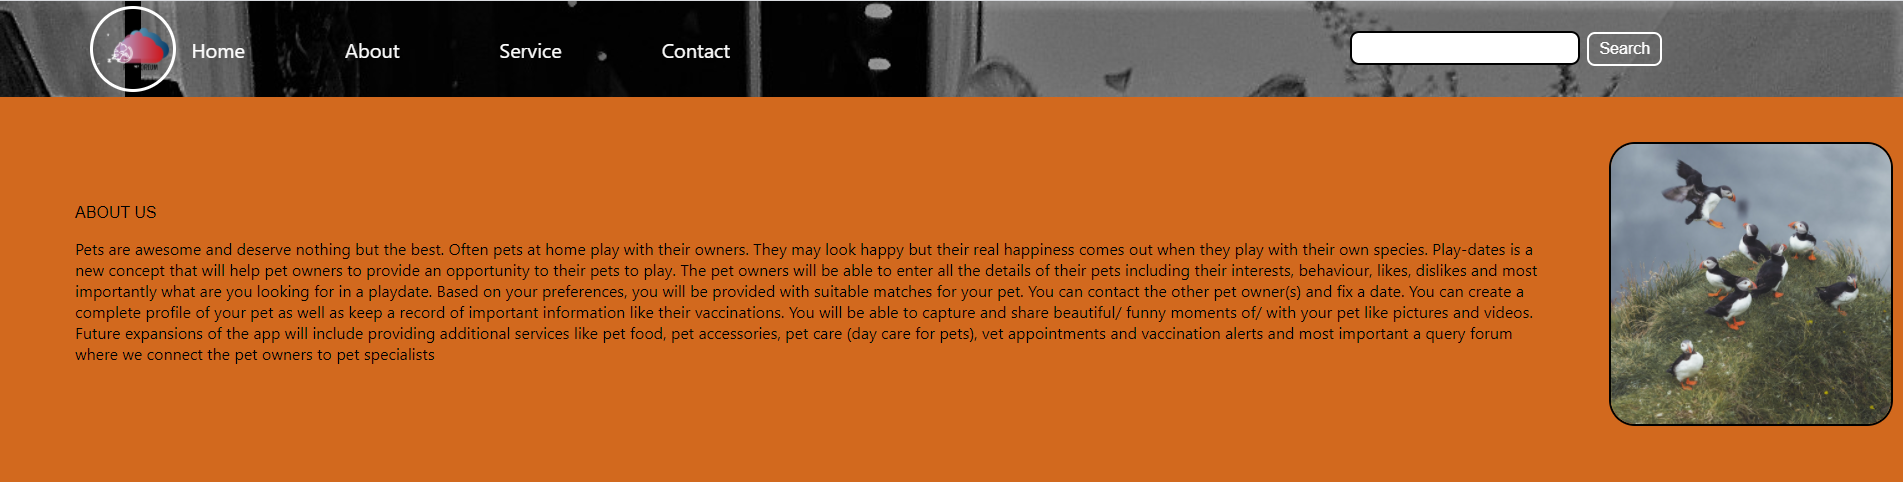 Home About Service Contact Search
ABOUT US
Pets are awesome and deserve nothing but the best. Often pets at home play with their owners. They may look happy but their real happiness comes out when they play with their own species. Play-dates is a
new concept that will help pet owners to provide an opportunity to their pets to play. The pet owners will be able to enter all the details of their pets including their interests, behaviour, likes, dislikes and most
importantly what are you looking for in a playdate. Based on your preferences, you will be provided with suitable matches for your pet. You can contact the other pet owner(s) and fix a date. You can create a
complete profile of your pet as well as keep a record of important information like their vaccinations. You will be able to capture and share beautiful/ funny moments of/ with your pet like pictures and videos.
Future expansions of the app will include providing additional services like pet food, pet accessories, pet care (day care for pets), vet appointments and vaccination alerts and most important a query forum
where we connect the pet owners to pet specialists